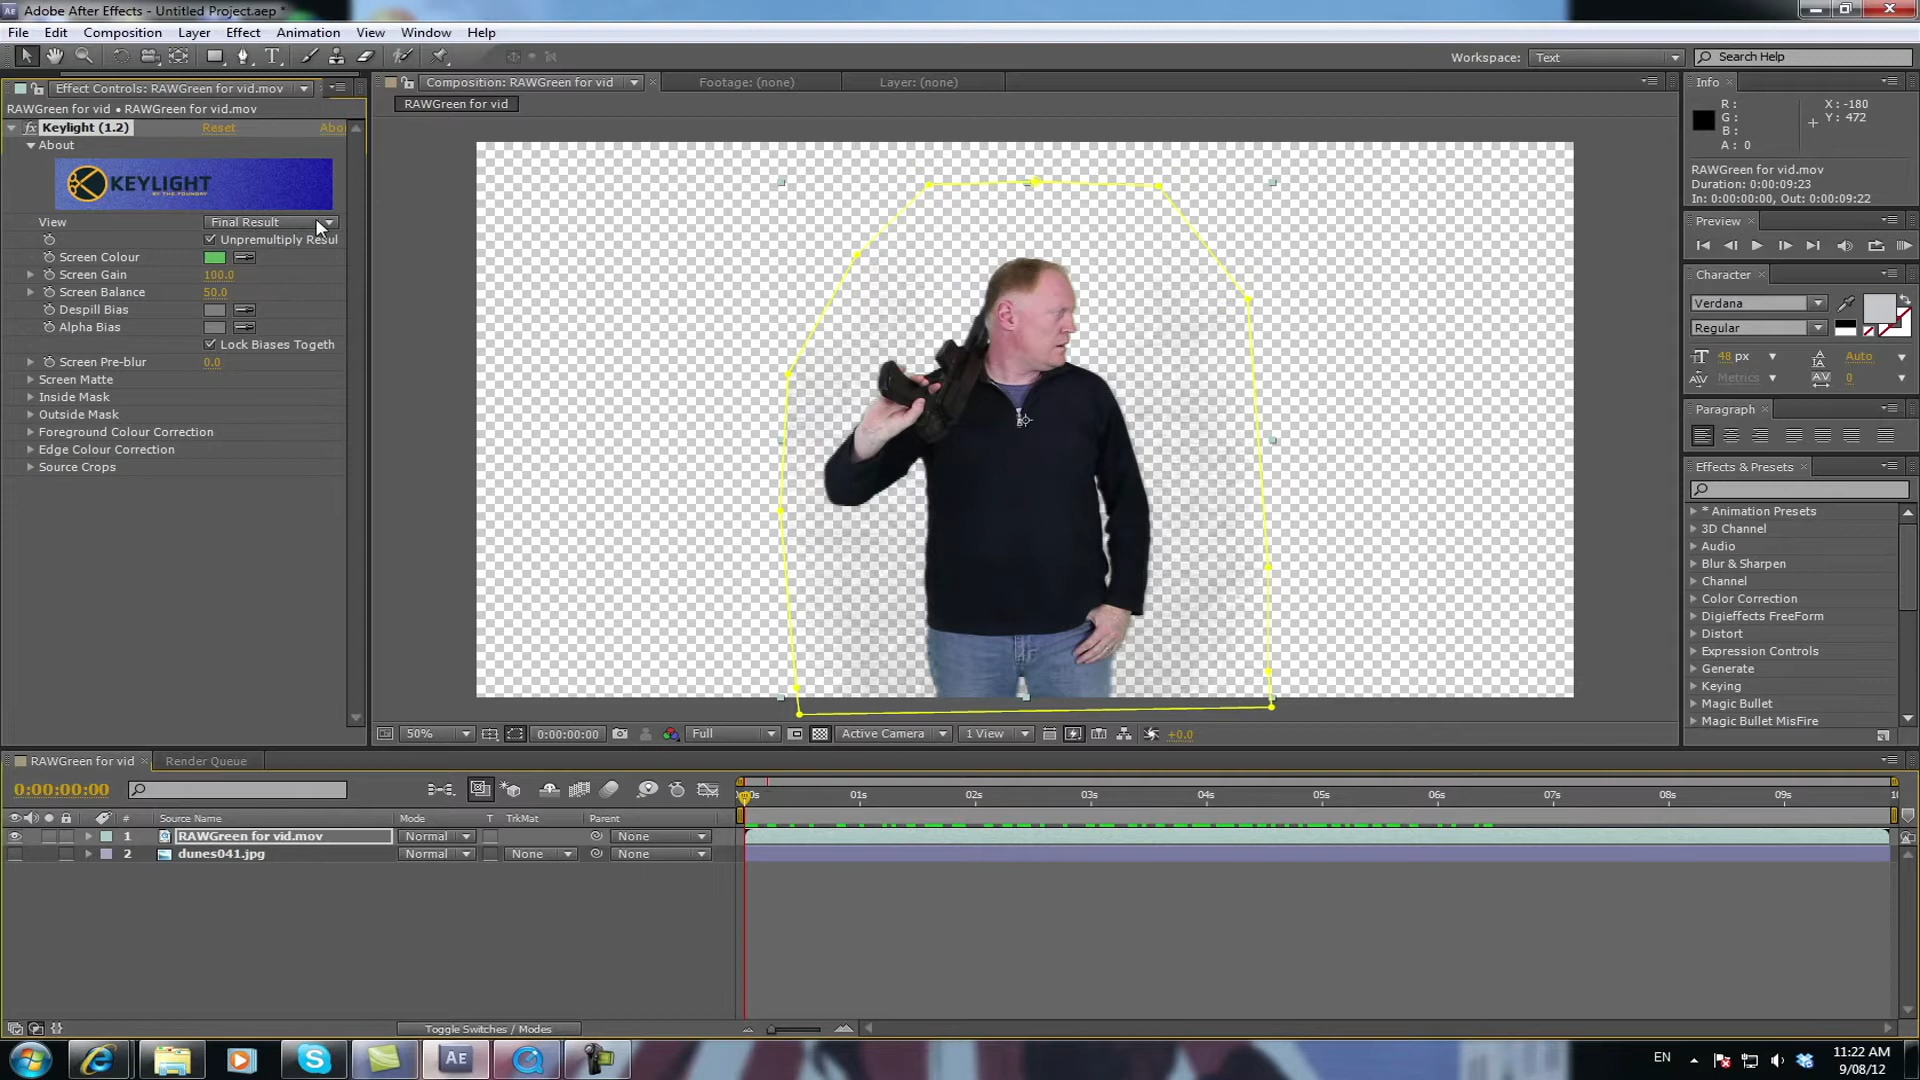 Adobe After Effects - Untitled Project.aep *
File Edit Composition Layer Effect Animation View Window Help
Workspace: Text Search Help
Effect Controls: RAWGreen for vid.mov
RAWGreen for vid • RAWGreen for vid.mov
fx Keylight (1.2) Reset Abo
About
KEYLIGHT
BY THE FOUNDRY
View Final Result
Unpremultiply Resul
Screen Colour
Screen Gain 100.0
Screen Balance 50.0
Despill Bias
Alpha Bias
Lock Biases Togeth
Screen Pre-blur 0.0
Screen Matte
Inside Mask
Outside Mask
Foreground Colour Correction
Edge Colour Correction
Source Crops
Composition: RAWGreen for vid Footage: (none) Layer: (none)
RAWGreen for vid
50% 0:00:00:00 Full Active Camera 1 View +0.0
Info
R: X: -180
G: Y: 472
B:
A: 0
RAWGreen for vid.mov
Duration: 0:00:09:23
In: 0:00:00:00, Out: 0:00:09:22
Preview
Character
Verdana
Regular
48 px Auto
Metrics 0
Paragraph
Effects & Presets
* Animation Presets
3D Channel
Audio
Blur & Sharpen
Channel
Color Correction
Digieffects FreeForm
Distort
Expression Controls
Generate
Keying
Magic Bullet
Magic Bullet MisFire
RAWGreen for vid Render Queue
0:00:00:00
# Source Name Mode T TrkMat Parent
1 RAWGreen for vid.mov Normal None
2 dunes041.jpg Normal None None
0s 01s 02s 03s 04s 05s 06s 07s 08s 09s 10
Toggle Switches / Modes
Ae
EN
11:22 AM
9/08/12